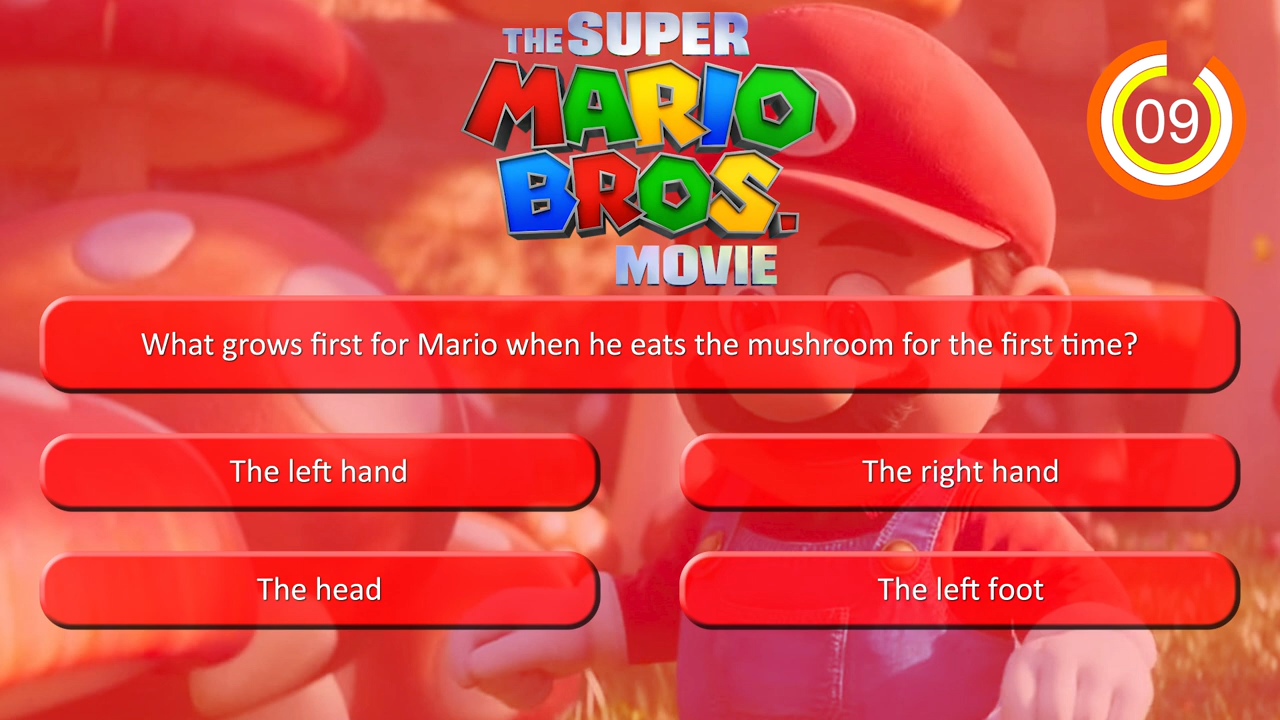 THE SUPER
MARIO
BROS.
MOVIE
09
What grows first for Mario when he eats the mushroom for the first time?
The left hand
The right hand
The head
The left foot